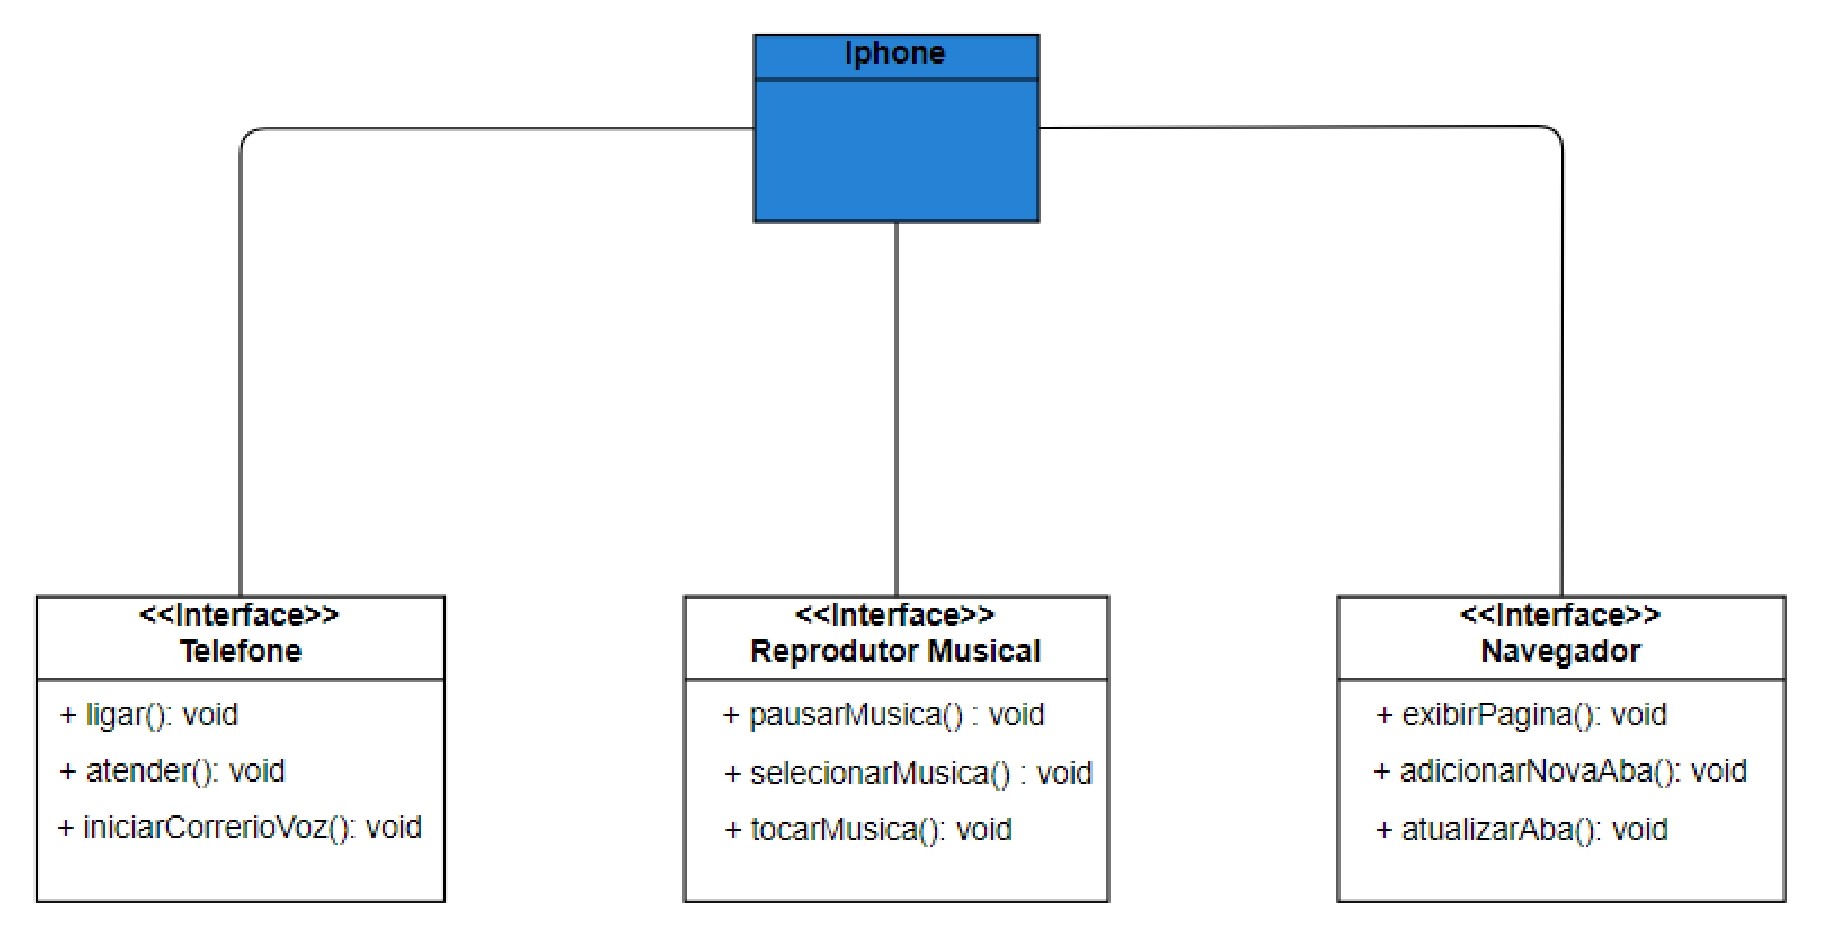 Iphone
<<Interface>>
Telefone
+ ligar(): void
+ atender(): void
+ iniciarCorrerioVoz(): void
<<Interface>>
Reprodutor Musical
+ pausarMusica() : void
+ selecionarMusica() : void
+ tocarMusica(): void
<<Interface>>
Navegador
+ exibirPagina(): void
+ adicionarNovaAba(): void
+ atualizarAba(): void